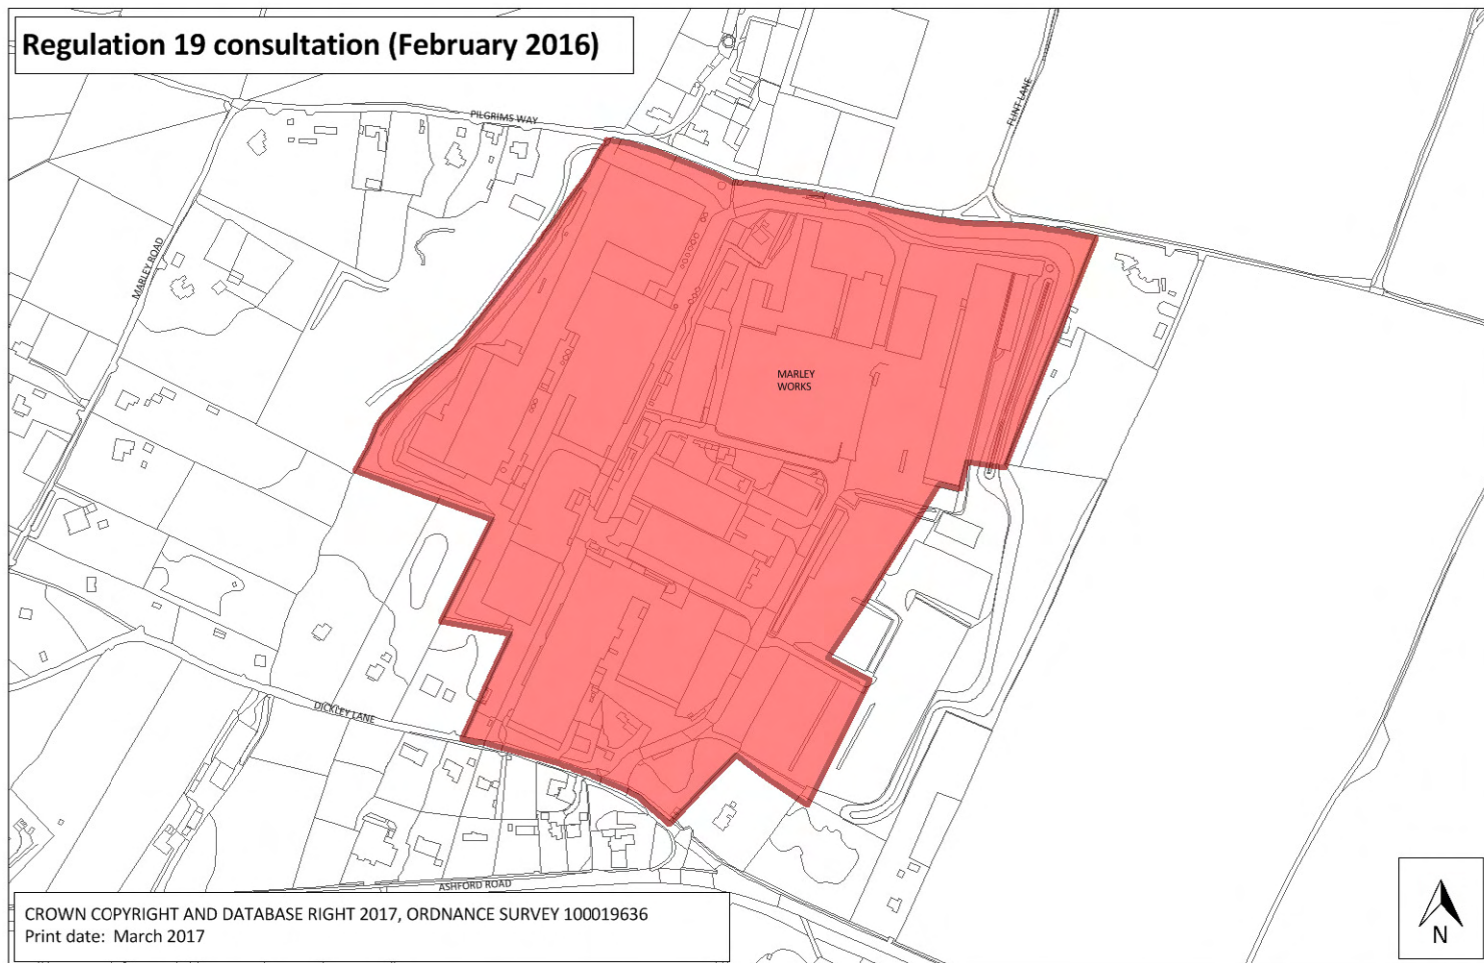 Regulation 19 consultation (February 2016)
PILGRIMS WAY
FLINT LANE
MARLEY ROAD
MARLEY
WORKS
DICKLEY LANE
ASHFORD ROAD
CROWN COPYRIGHT AND DATABASE RIGHT 2017, ORDNANCE SURVEY 100019636
Print date: March 2017
N